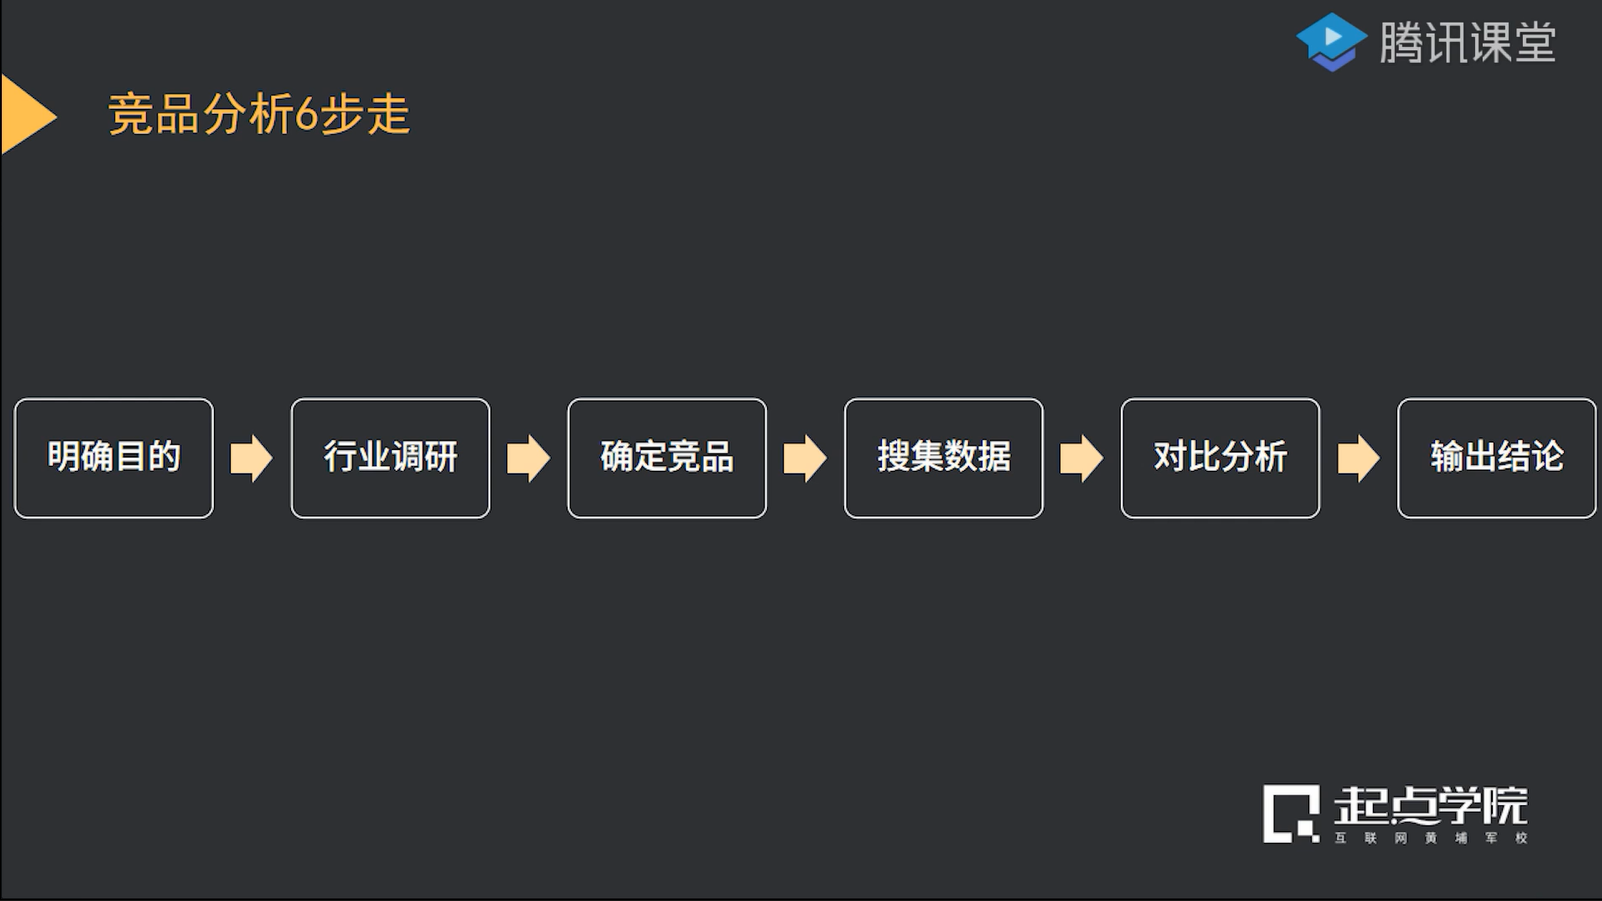 腾讯课堂
竞品分析6步走
明确目的
行业调研
确定竞品
搜集数据
对比分析
输出结论
起点学院
互联网黄埔军校